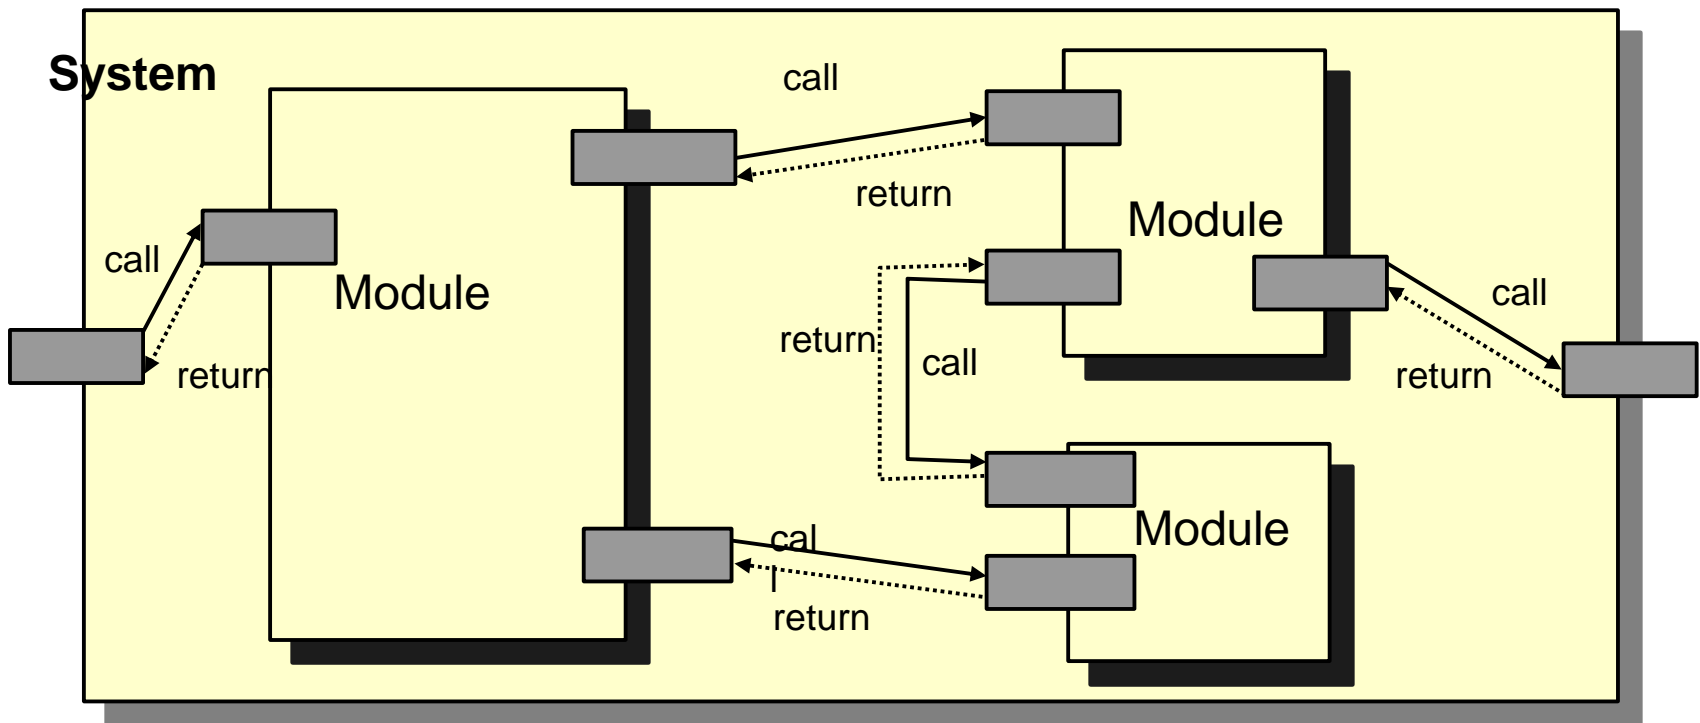 System
call
return
call
return
Module
Module
return
call
call
return
Module
cal
l
return